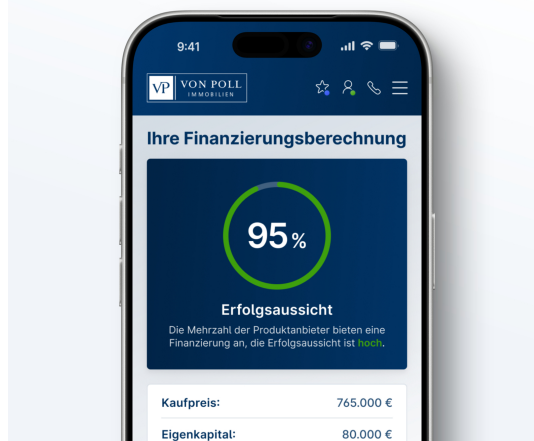 9:41
VP VON POLL
IMMOBILIEN
Ihre Finanzierungsberechnung
95 %
Erfolgsaussicht
Die Mehrzahl der Produktanbieter bieten eine
Finanzierung an, die Erfolgsaussicht ist hoch.
Kaufpreis: 765.000 €
Eigenkapital: 80.000 €